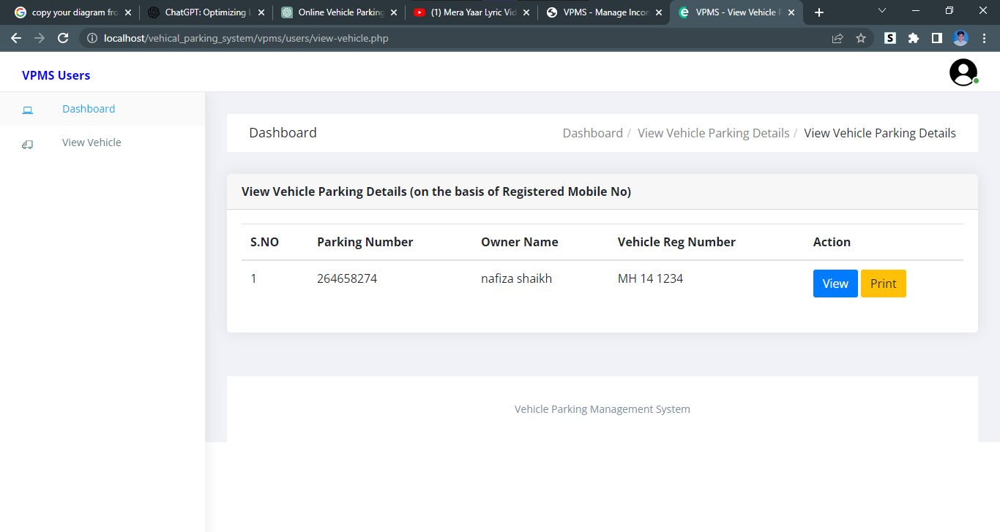 copy your diagram fro
ChatGPT: Optimizing L
Online Vehicle Parking
(1) Mera Yaar Lyric Vid
VPMS - Manage Incom
VPMS - View Vehicle P
localhost/vehical_parking_system/vpms/users/view-vehicle.php
S
VPMS Users
Dashboard
View Vehicle
Dashboard
Dashboard / View Vehicle Parking Details / View Vehicle Parking Details
View Vehicle Parking Details (on the basis of Registered Mobile No)
S.NO Parking Number Owner Name Vehicle Reg Number Action
1 264658274 nafiza shaikh MH 14 1234 View Print
Vehicle Parking Management System